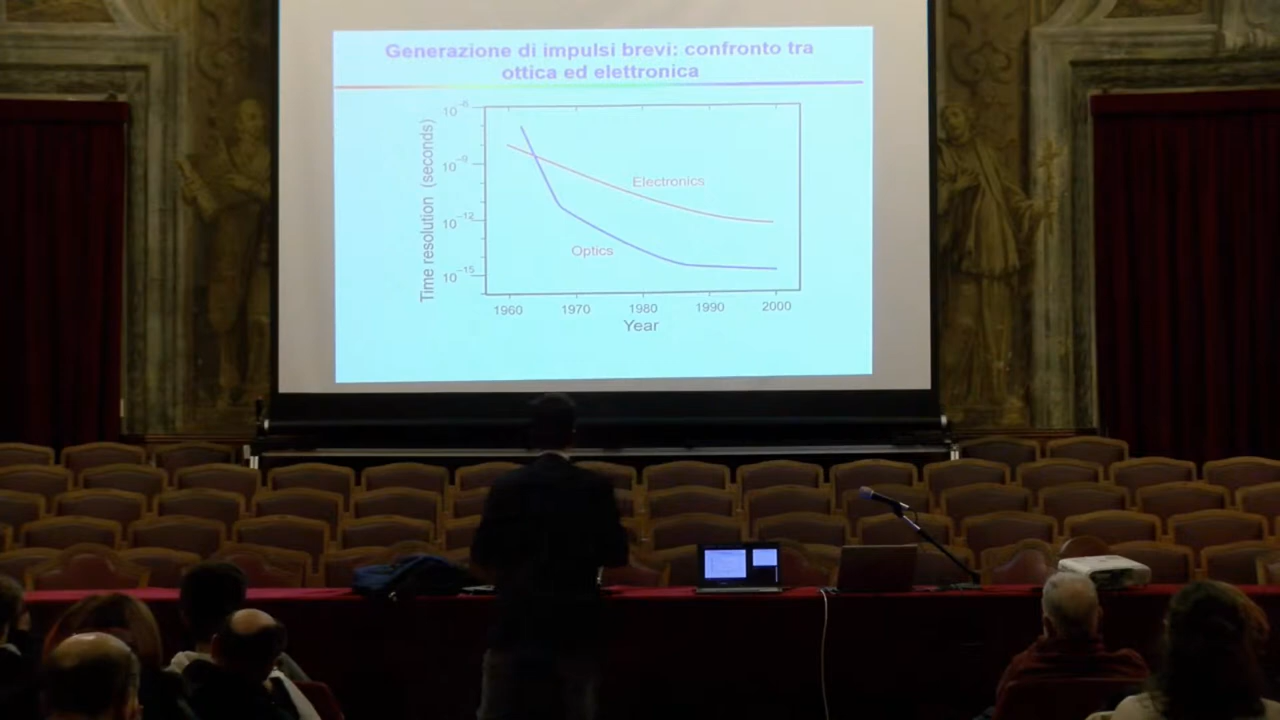 Generazione di impulsi brevi: confronto tra
ottica ed elettronica
Time resolution (seconds)
10⁻⁶
10⁻⁹
10⁻¹²
10⁻¹⁵
Electronics
Optics
1960 1970 1980 1990 2000
Year